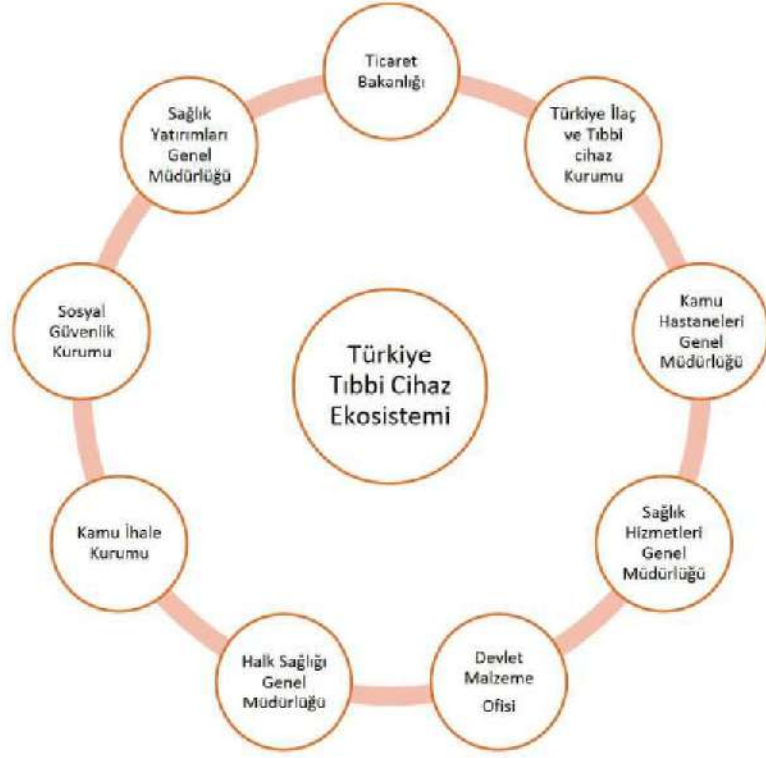 Ticaret
Bakanlığı
Türkiye İlaç
ve Tıbbi
cihaz
Kurumu
Kamu
Hastaneleri
Genel
Müdürlüğü
Sağlık
Hizmetleri
Genel
Müdürlüğü
Devlet
Malzeme
Ofisi
Halk Sağlığı
Genel
Müdürlüğü
Kamu İhale
Kurumu
Sosyal
Güvenlik
Kurumu
Sağlık
Yatırımları
Genel
Müdürlüğü
Türkiye
Tıbbi Cihaz
Ekosistemi